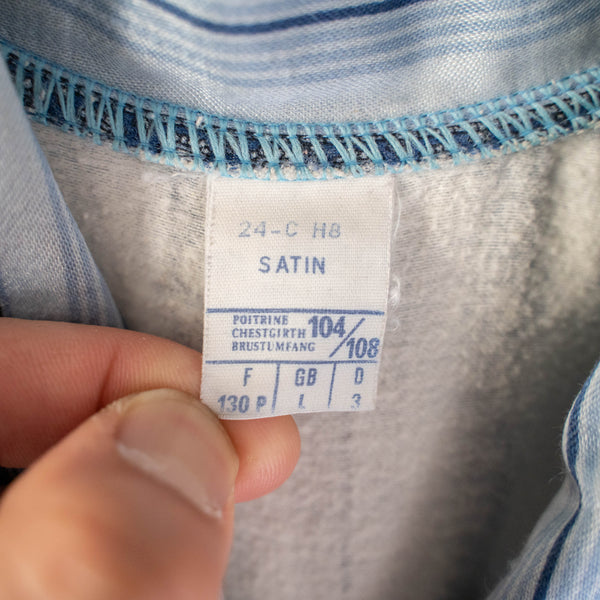 24-C H8
SATIN
POITRINE
CHESTGIRTH
BRUSTUMFANG
104/108
F GB D
130 P L 3